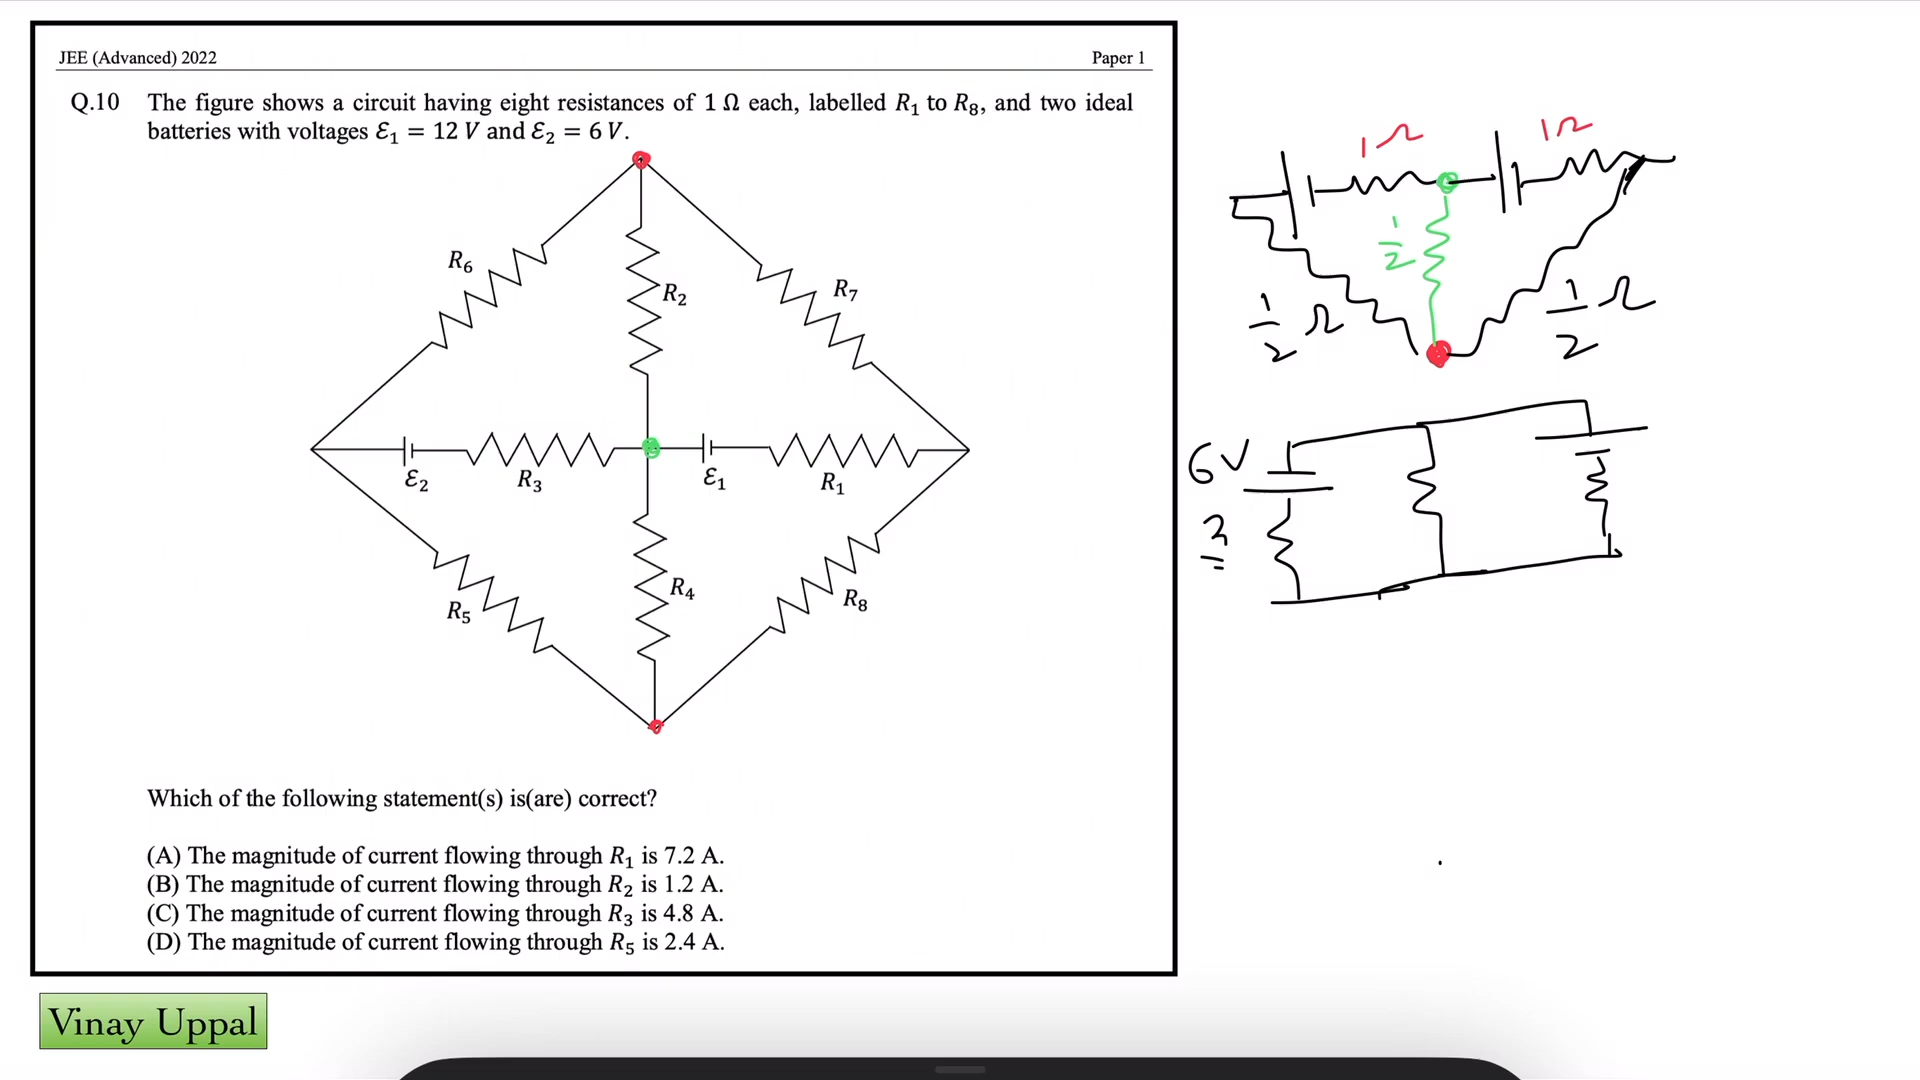 JEE (Advanced) 2022
Paper 1
Q.10 The figure shows a circuit having eight resistances of 1 Ω each, labelled R₁ to R₈, and two ideal
batteries with voltages Ɛ₁ = 12 V and Ɛ₂ = 6 V.
R₆
R₂
R₇
Ɛ₂
R₃
Ɛ₁
R₁
R₅
R₄
R₈
Which of the following statement(s) is(are) correct?
(A) The magnitude of current flowing through R₁ is 7.2 A.
(B) The magnitude of current flowing through R₂ is 1.2 A.
(C) The magnitude of current flowing through R₃ is 4.8 A.
(D) The magnitude of current flowing through R₅ is 2.4 A.
Vinay Uppal
1Ω
1Ω
1/2
1/2 Ω
1/2 Ω
6V